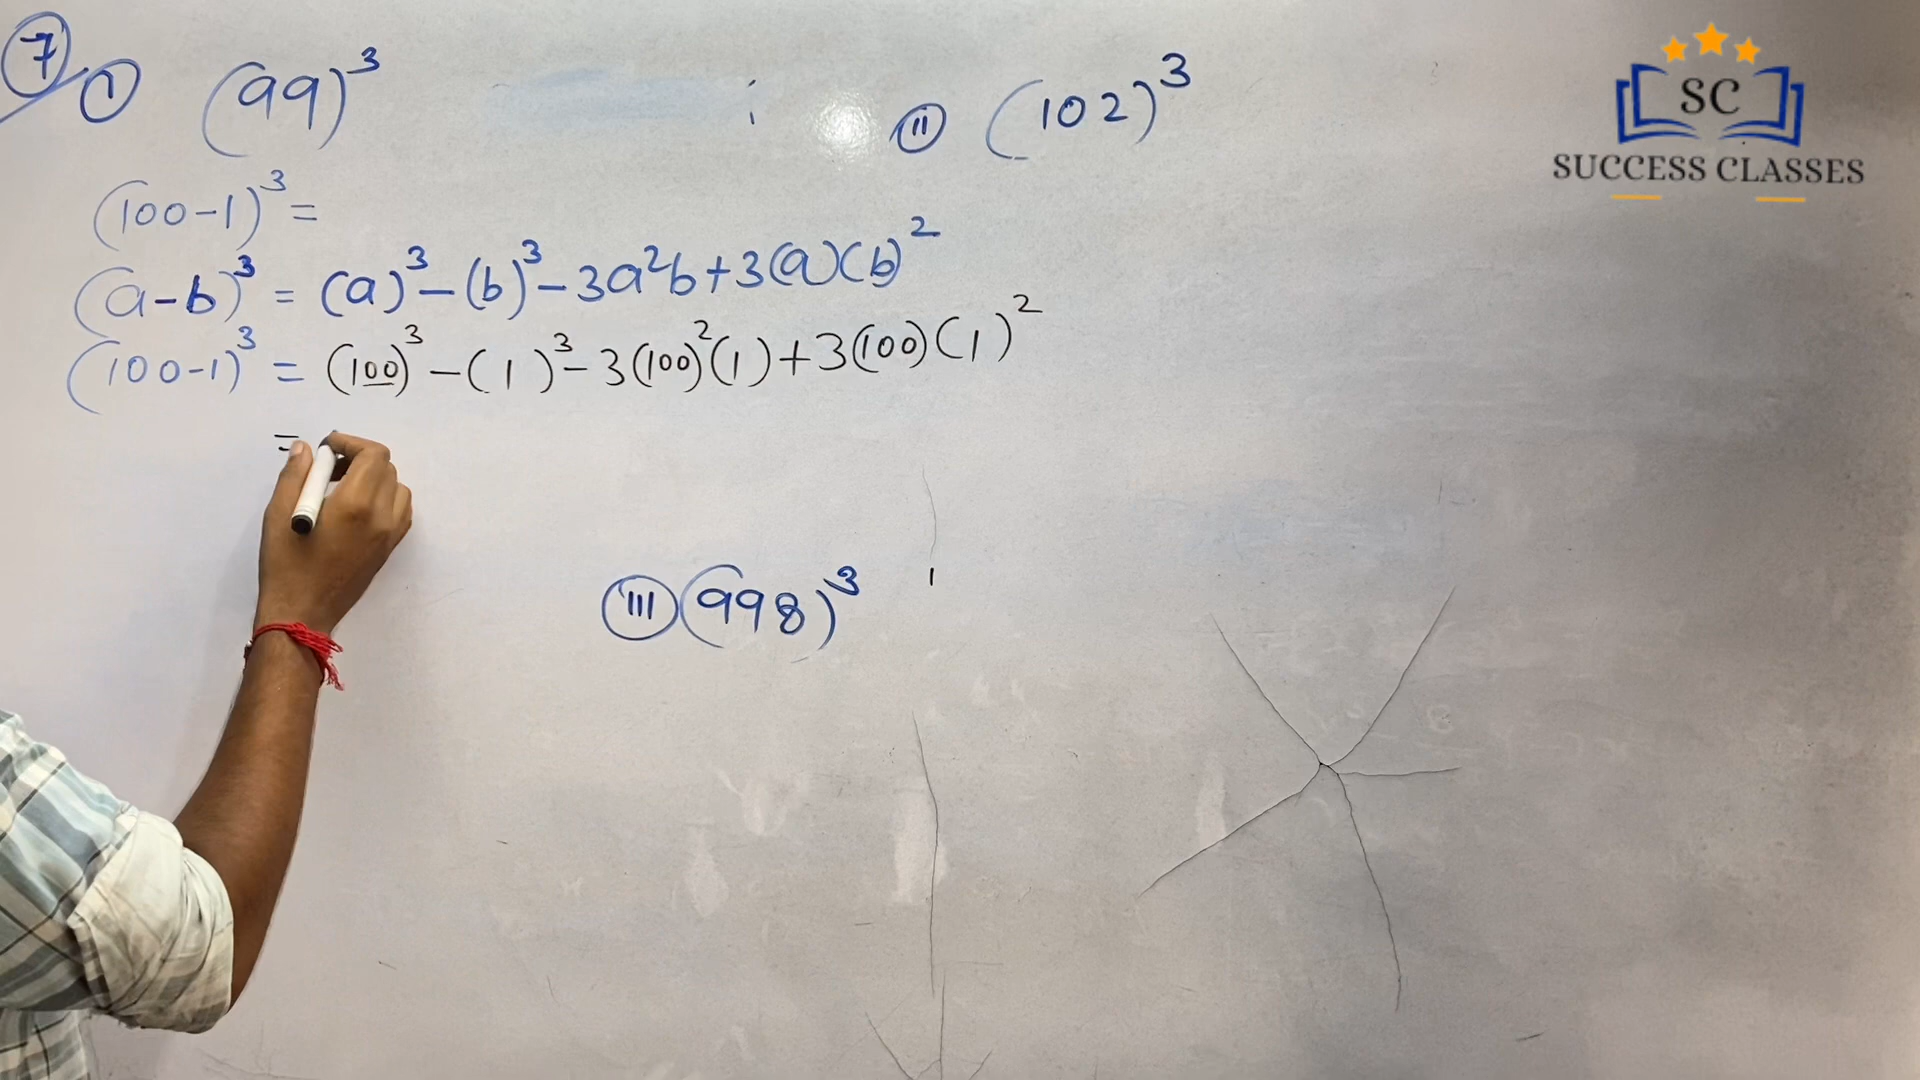 7 i (99)³
ii (102)³
SC
SUCCESS CLASSES
(100-1)³ =
(a-b)³ = (a)³-(b)³-3a²b+3(a)(b)²
(100-1)³ = (100)³-(1)³-3(100)²(1)+3(100)(1)²
=
iii (998)³